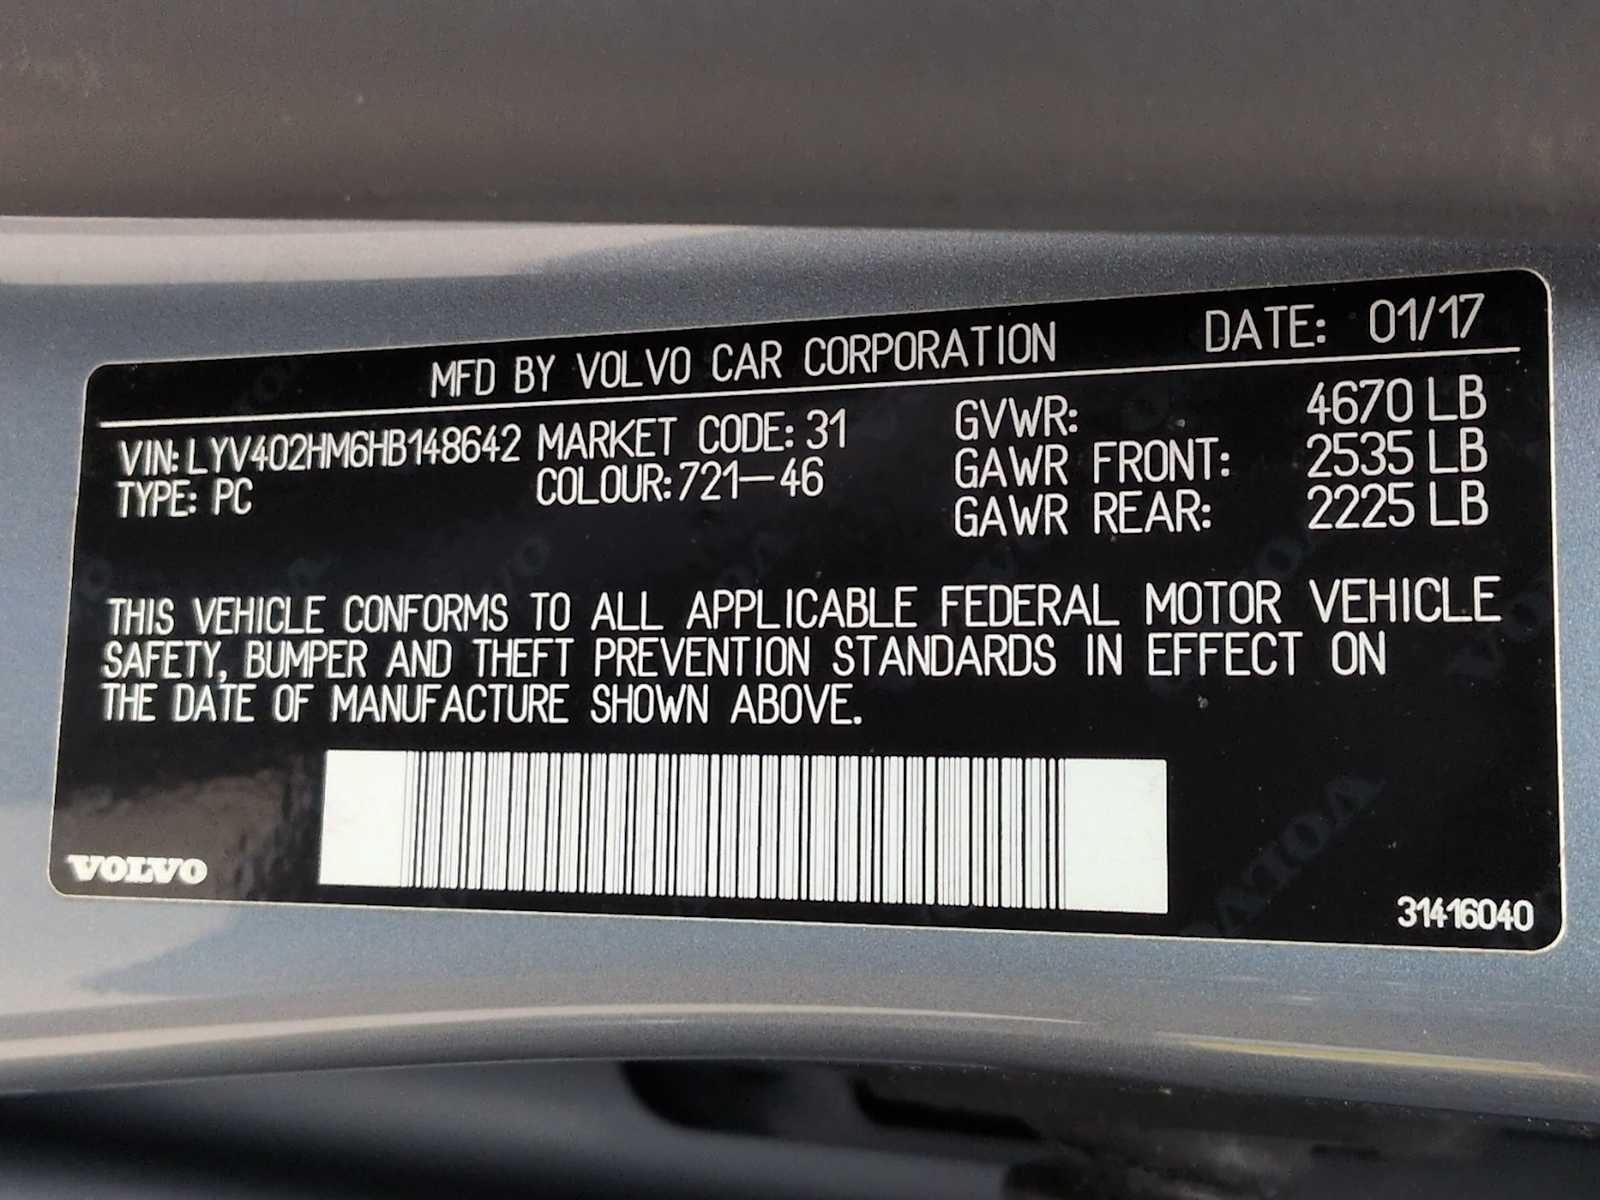 MFD BY VOLVO CAR CORPORATION DATE: 01/17
VIN: LYV402HM6HB148642 MARKET CODE: 31 GVWR: 4670 LB
TYPE: PC COLOUR: 721-46 GAWR FRONT: 2535 LB
GAWR REAR: 2225 LB
THIS VEHICLE CONFORMS TO ALL APPLICABLE FEDERAL MOTOR VEHICLE
SAFETY, BUMPER AND THEFT PREVENTION STANDARDS IN EFFECT ON
THE DATE OF MANUFACTURE SHOWN ABOVE.
VOLVO
31416040